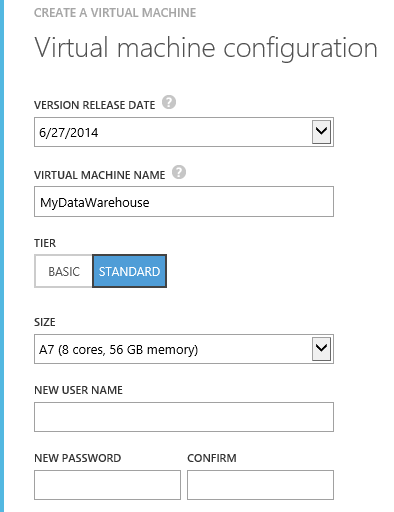 CREATE A VIRTUAL MACHINE
Virtual machine configuration
VERSION RELEASE DATE ?
6/27/2014
VIRTUAL MACHINE NAME ?
MyDataWarehouse
TIER
BASIC STANDARD
SIZE
A7 (8 cores, 56 GB memory)
NEW USER NAME
NEW PASSWORD CONFIRM